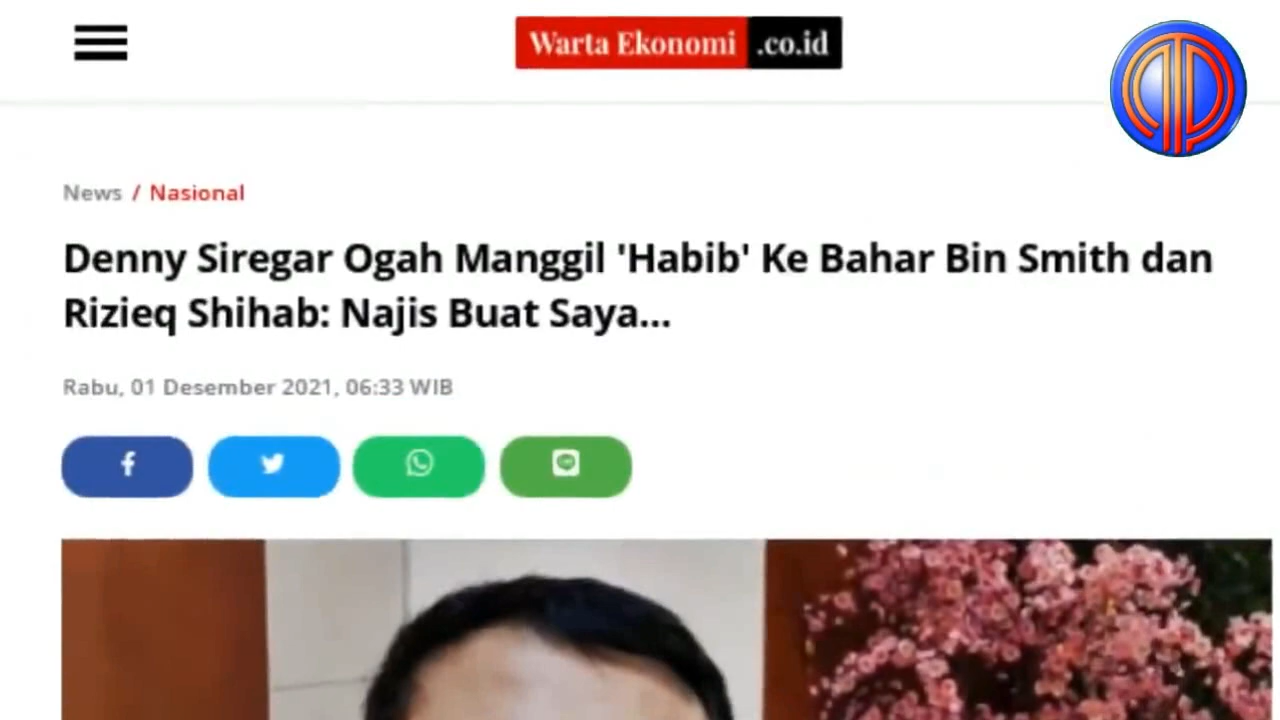 Warta Ekonomi .co.id
News / Nasional
Denny Siregar Ogah Manggil 'Habib' Ke Bahar Bin Smith dan
Rizieq Shihab: Najis Buat Saya...
Rabu, 01 Desember 2021, 06:33 WIB